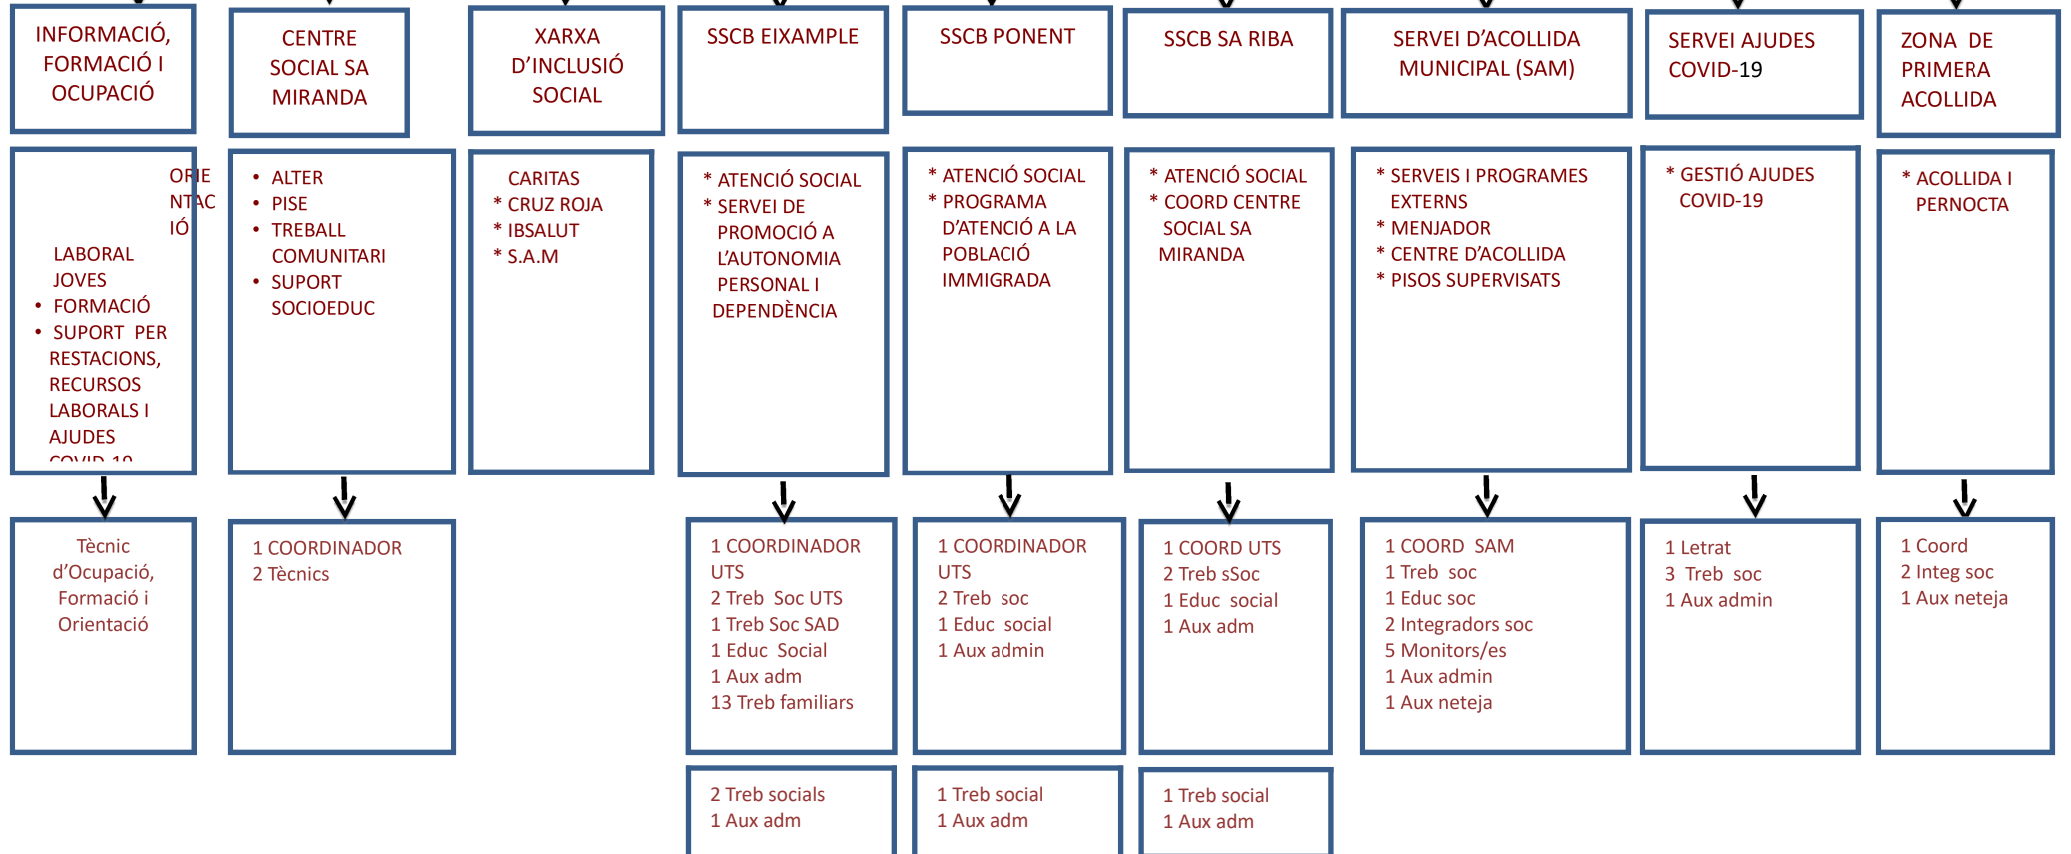 INFORMACIÓ,
FORMACIÓ I
OCUPACIÓ
CENTRE
SOCIAL SA
MIRANDA
XARXA
D’INCLUSIÓ
SOCIAL
SSCB EIXAMPLE
SSCB PONENT
SSCB SA RIBA
SERVEI D’ACOLLIDA
MUNICIPAL (SAM)
SERVEI AJUDES
COVID-19
ZONA DE
PRIMERA
ACOLLIDA
ORIE
NTAC
IÓ
LABORAL
JOVES
• FORMACIÓ
• SUPORT PER
RESTACIONS,
RECURSOS
LABORALS I
AJUDES
COVID-19
• ALTER
• PISE
• TREBALL
COMUNITARI
• SUPORT
SOCIOEDUC
CARITAS
* CRUZ ROJA
* IBSALUT
* S.A.M
* ATENCIÓ SOCIAL
* SERVEI DE
PROMOCIÓ A
L’AUTONOMIA
PERSONAL I
DEPENDÈNCIA
* ATENCIÓ SOCIAL
* PROGRAMA
D’ATENCIÓ A LA
POBLACIÓ
IMMIGRADA
* ATENCIÓ SOCIAL
* COORD CENTRE
SOCIAL SA
MIRANDA
* SERVEIS I PROGRAMES
EXTERNS
* MENJADOR
* CENTRE D’ACOLLIDA
* PISOS SUPERVISATS
* GESTIÓ AJUDES
COVID-19
* ACOLLIDA I
PERNOCTA
Tècnic
d’Ocupació,
Formació i
Orientació
1 COORDINADOR
2 Tècnics
1 COORDINADOR
UTS
2 Treb Soc UTS
1 Treb Soc SAD
1 Educ Social
1 Aux adm
13 Treb familiars
1 COORDINADOR
UTS
2 Treb soc
1 Educ social
1 Aux admin
1 COORD UTS
2 Treb sSoc
1 Educ social
1 Aux adm
1 COORD SAM
1 Treb soc
1 Educ soc
2 Integradors soc
5 Monitors/es
1 Aux admin
1 Aux neteja
1 Letrat
3 Treb soc
1 Aux admin
1 Coord
2 Integ soc
1 Aux neteja
2 Treb socials
1 Aux adm
1 Treb social
1 Aux adm
1 Treb social
1 Aux adm